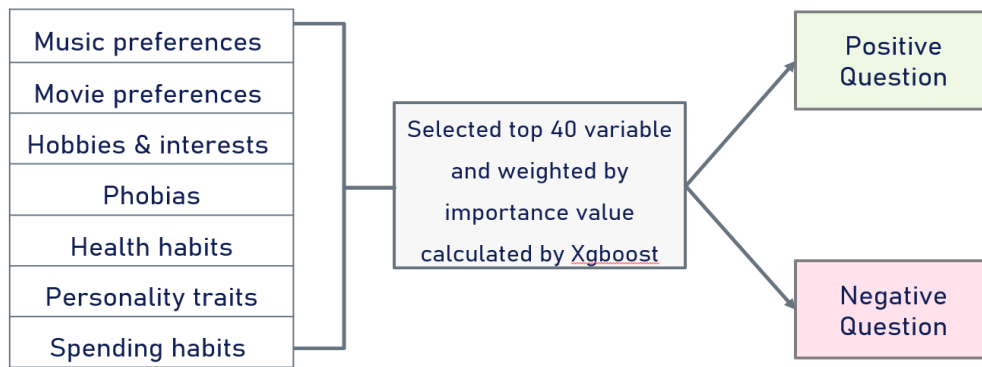 Music preferences
Movie preferences
Hobbies & interests
Phobias
Health habits
Personality traits
Spending habits
Selected top 40 variable
and weighted by
importance value
calculated by Xgboost
Positive
Question
Negative
Question